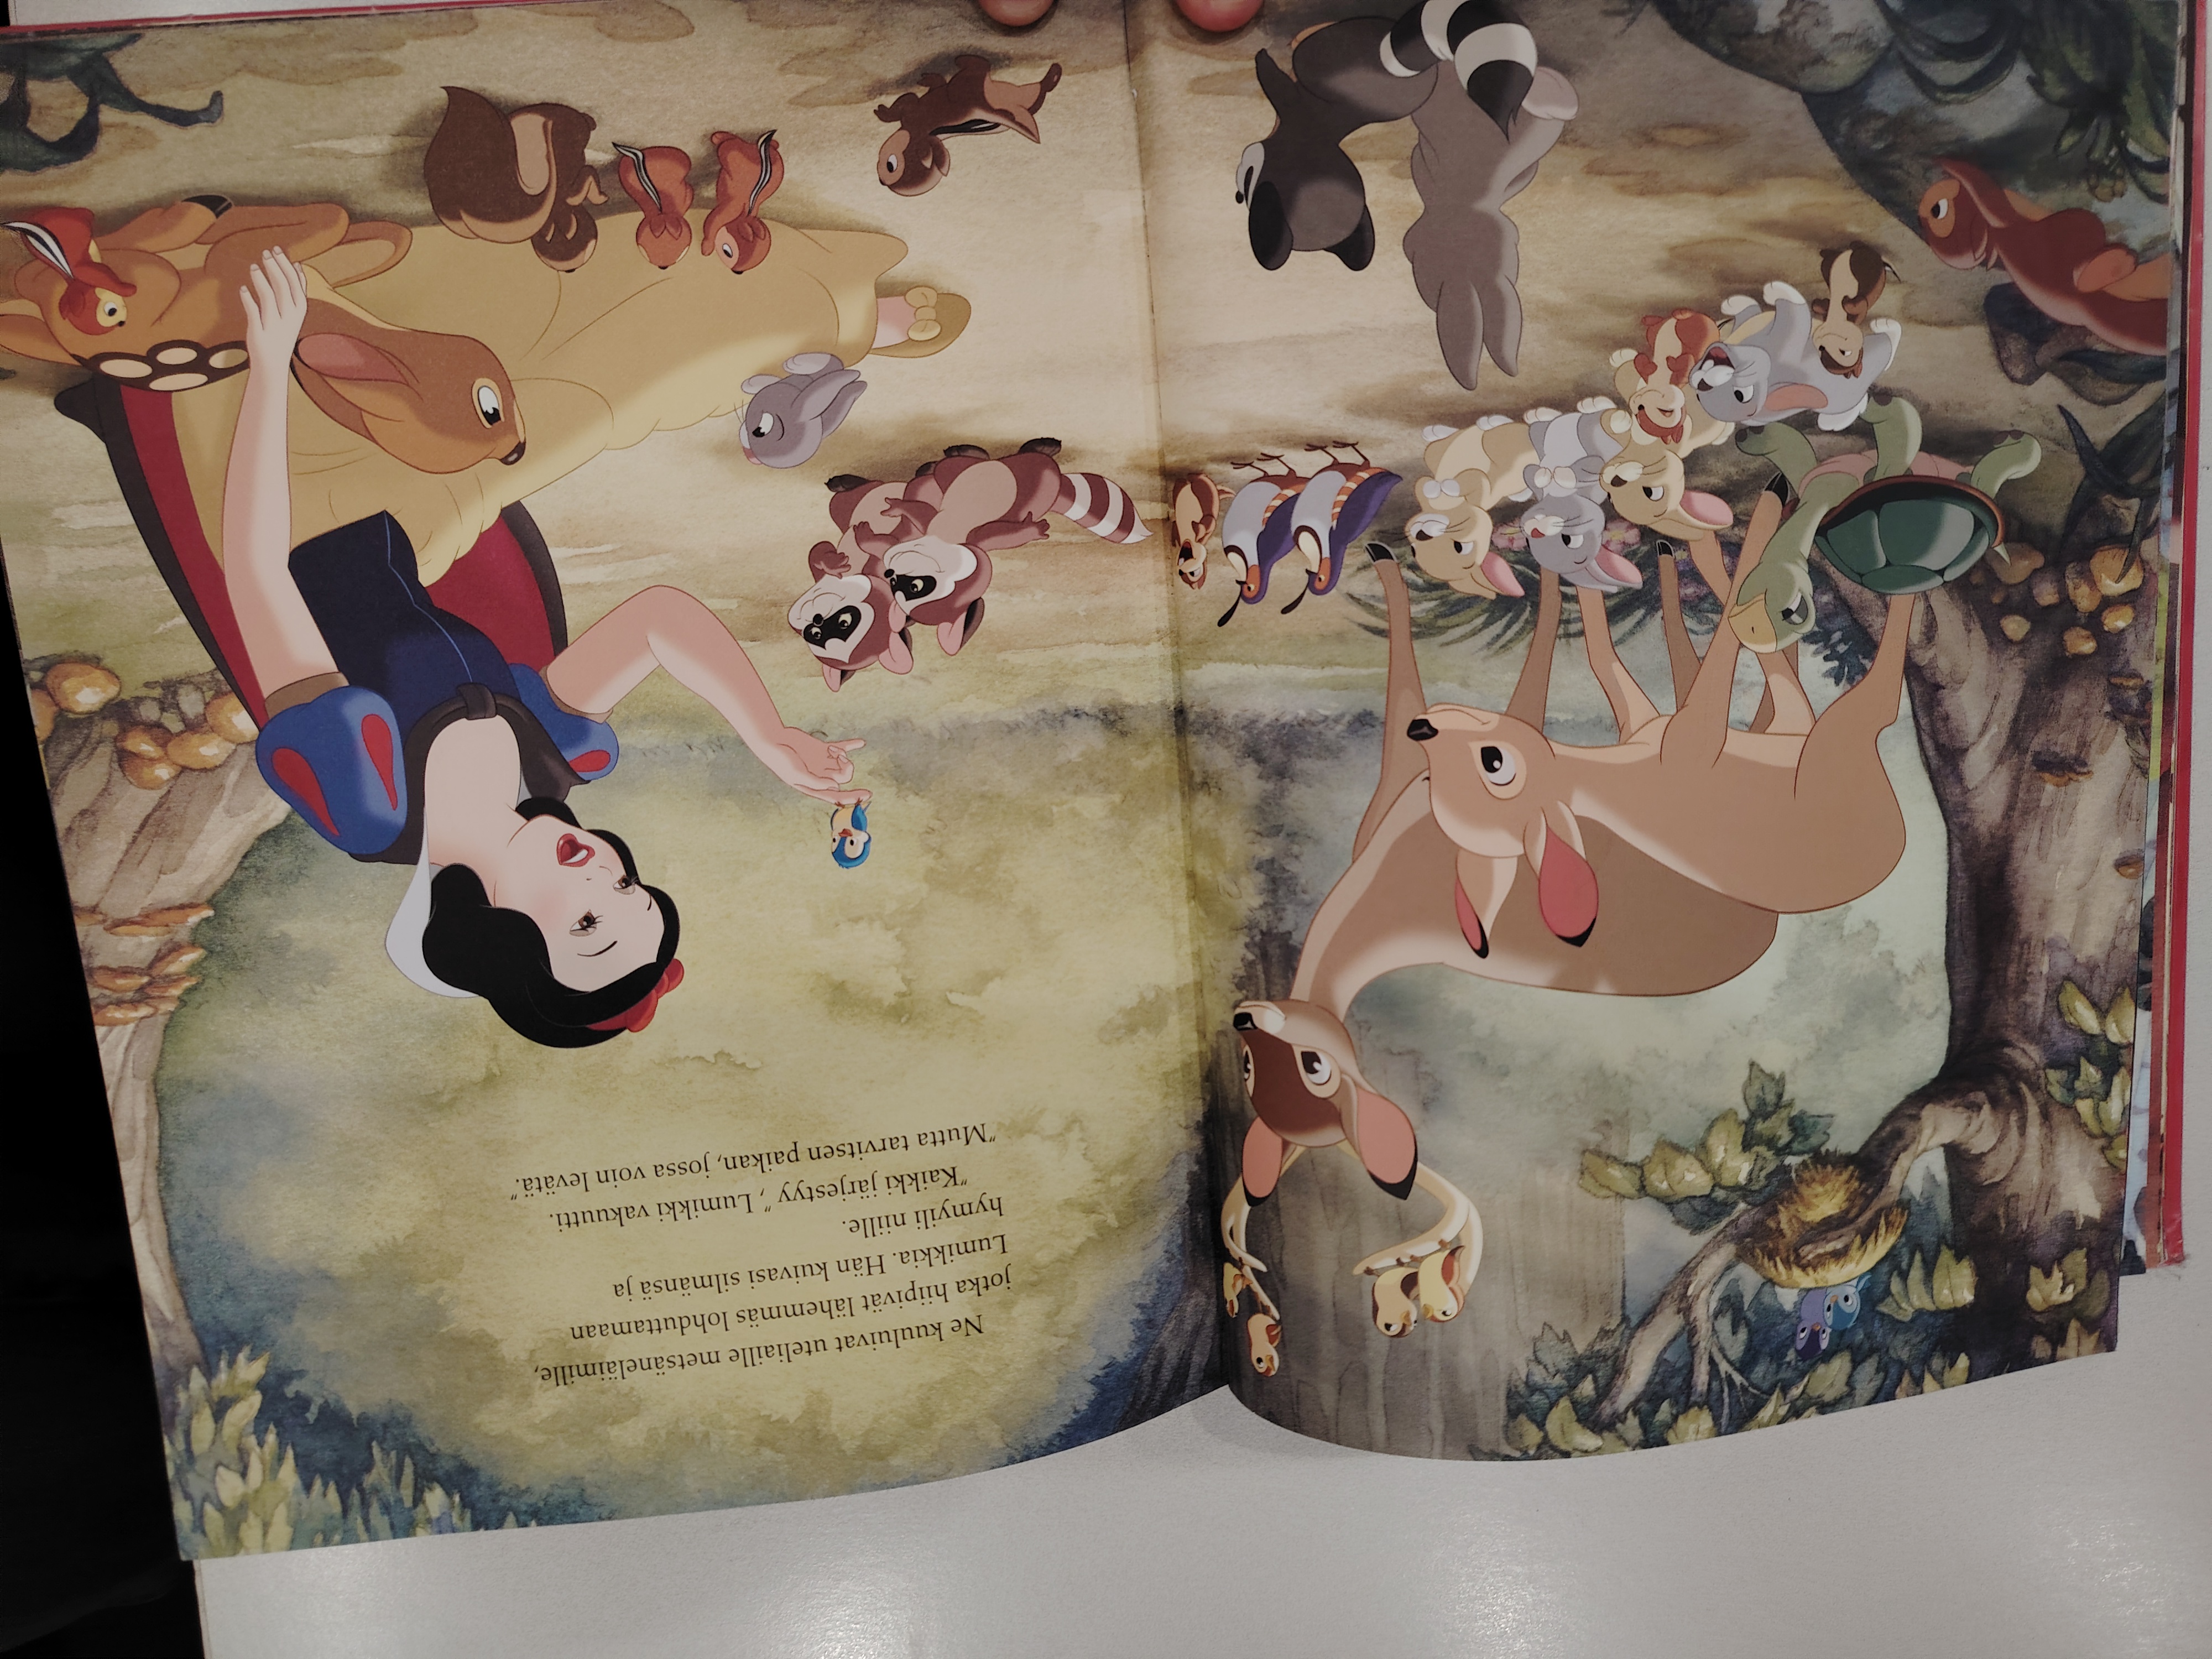 Ne kuuluivat uteliaille metsäneläimille,
jotka hiipivät lähemmäs lohduttamaan
Lumikkia. Hän kuivasi silmänsä ja
hymyili niille.
”Kaikki järjestyy”, Lumikki vakuutti.
”Mutta tarvitsen paikan, jossa voin levätä.”